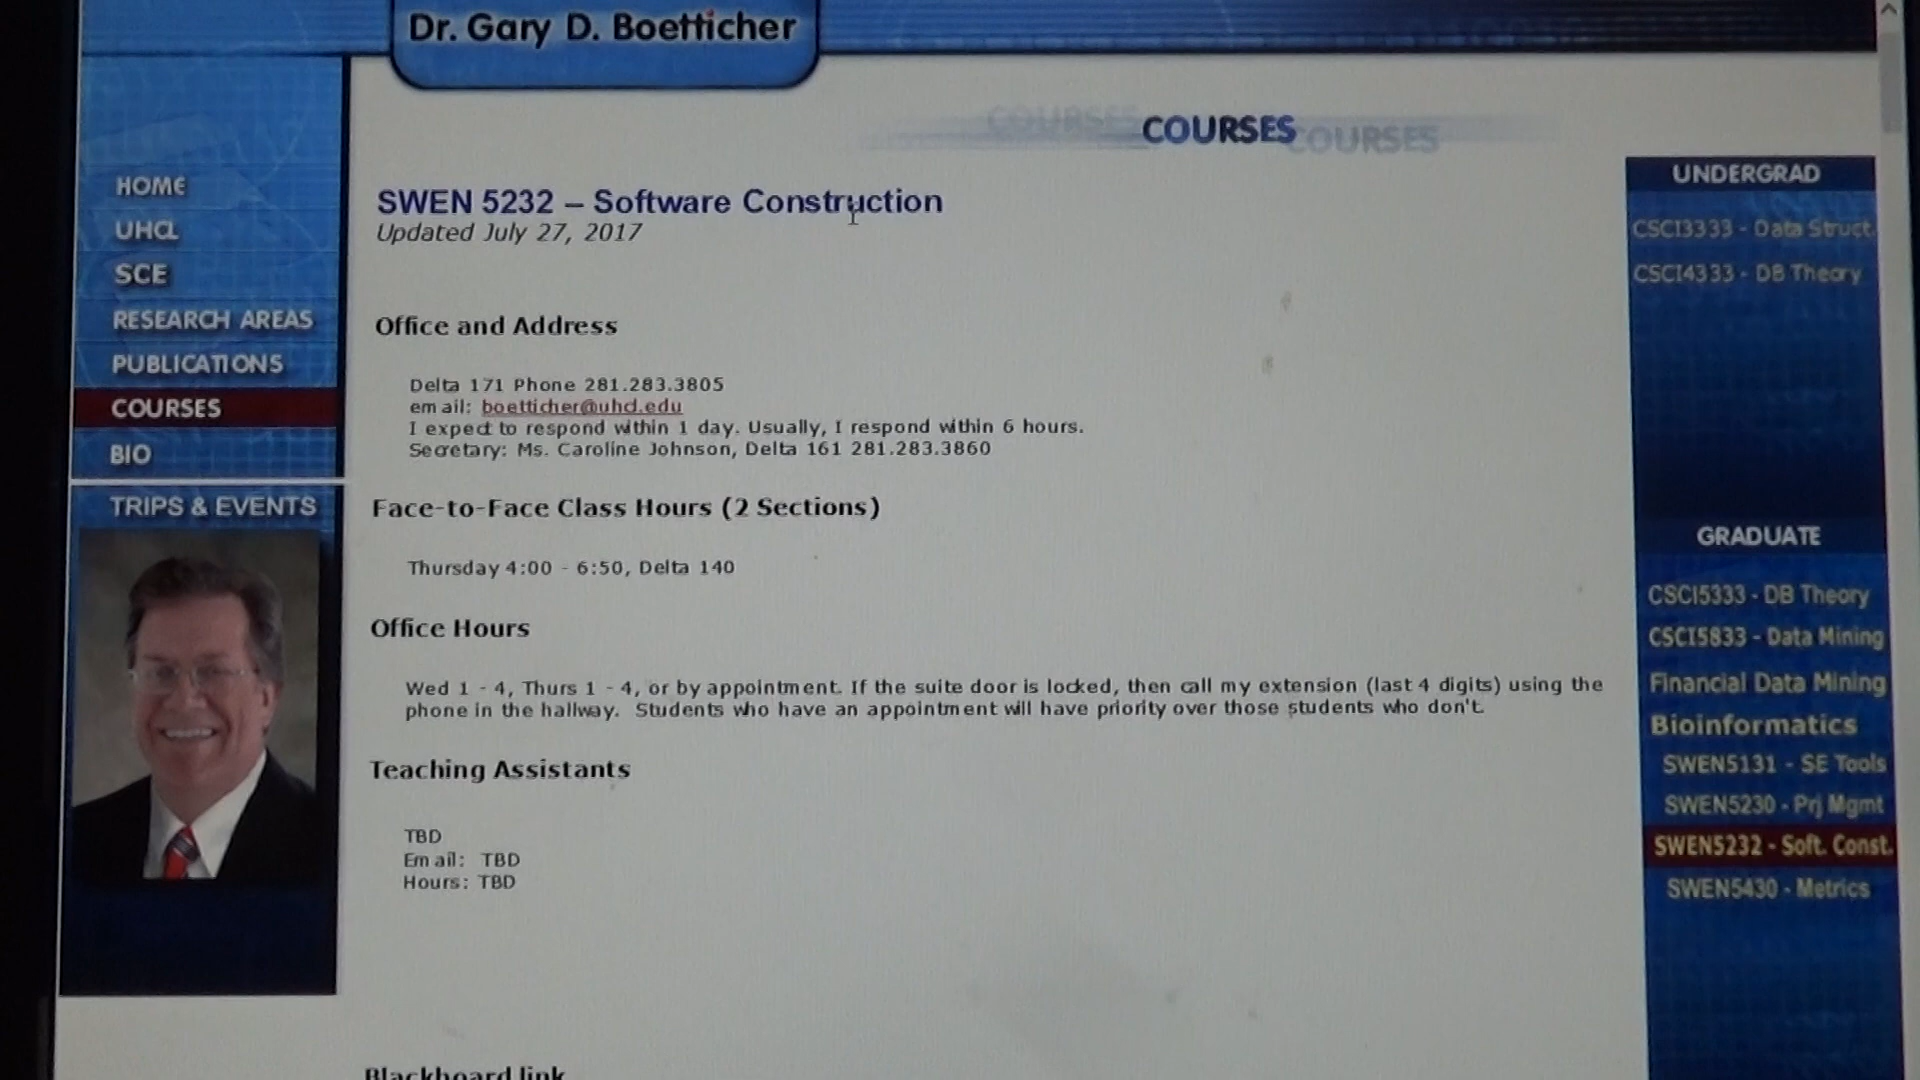 Dr. Gary D. Boetticher
COURSES
COURSES
COURSES
HOME
UHCL
SCE
RESEARCH AREAS
PUBLICATIONS
COURSES
BIO
TRIPS & EVENTS
SWEN 5232 – Software Construction
Updated July 27, 2017
Office and Address
Delta 171 Phone 281.283.3805
email: boetticher@uhcl.edu
I expect to respond within 1 day. Usually, I respond within 6 hours.
Secretary: Ms. Caroline Johnson, Delta 161 281.283.3860
Face-to-Face Class Hours (2 Sections)
Thursday 4:00 - 6:50, Delta 140
Office Hours
Wed 1 - 4, Thurs 1 - 4, or by appointment. If the suite door is locked, then call my extension (last 4 digits) using the
phone in the hallway. Students who have an appointment will have priority over those students who don't.
Teaching Assistants
TBD
Email: TBD
Hours: TBD
Blackboard link
UNDERGRAD
CSCI3333 - Data Struct.
CSCI4333 - DB Theory
GRADUATE
CSCI5333 - DB Theory
CSCI5833 - Data Mining
Financial Data Mining
Bioinformatics
SWEN5131 - SE Tools
SWEN5230 - Prj Mgmt
SWEN5232 - Soft. Const.
SWEN5430 - Metrics